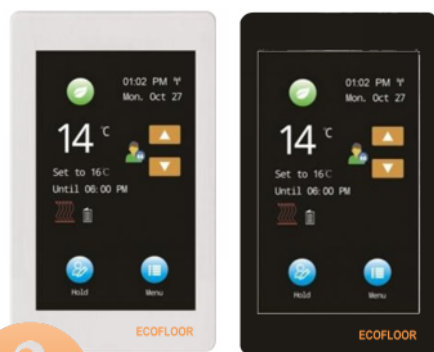 01:02 PM
Mon. Oct 27
14 ℃
Set to 16℃
Until 06:00 PM
Hold
Menu
ECOFLOOR
01:02 PM
Mon. Oct 27
14 ℃
Set to 16℃
Until 06:00 PM
Hold
Menu
ECOFLOOR